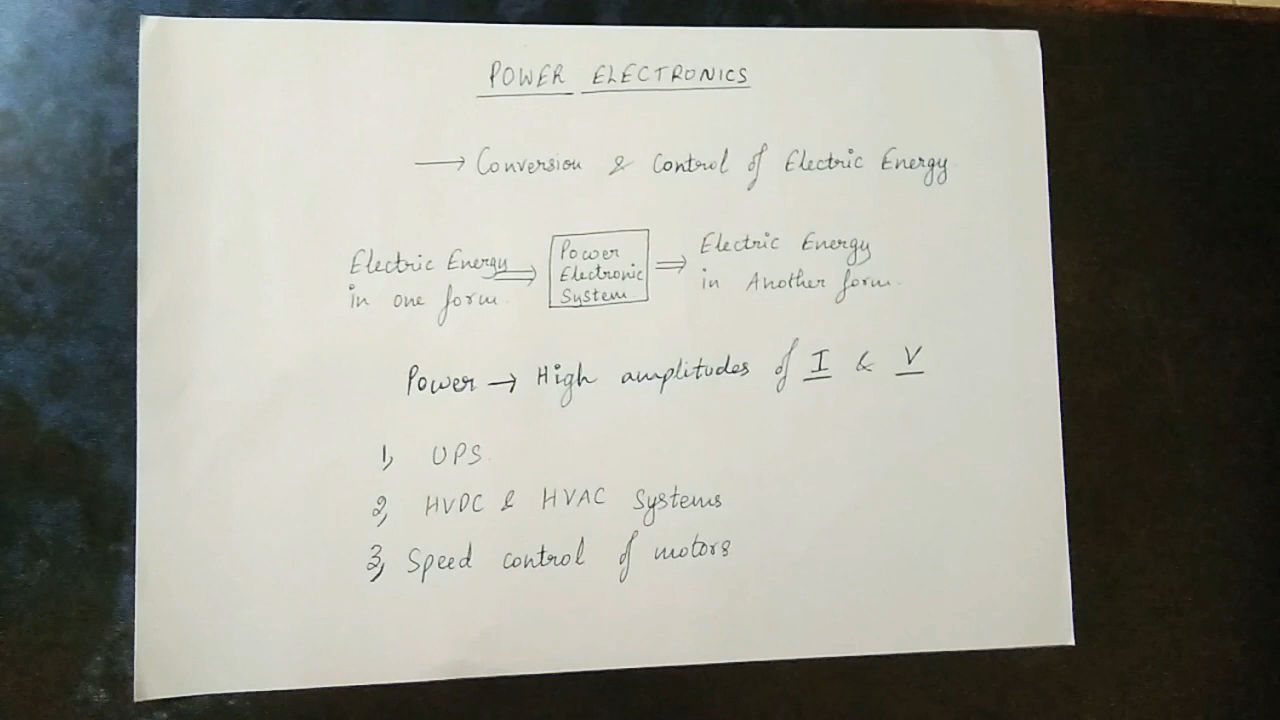 POWER ELECTRONICS
→ Conversion & Control of Electric Energy
Electric Energy
in one form.
⇒
Power
Electronic
System
⇒
Electric Energy
in Another form.
Power → High amplitudes of I & V
1, UPS.
2, HVDC & HVAC Systems
3, Speed control of motors